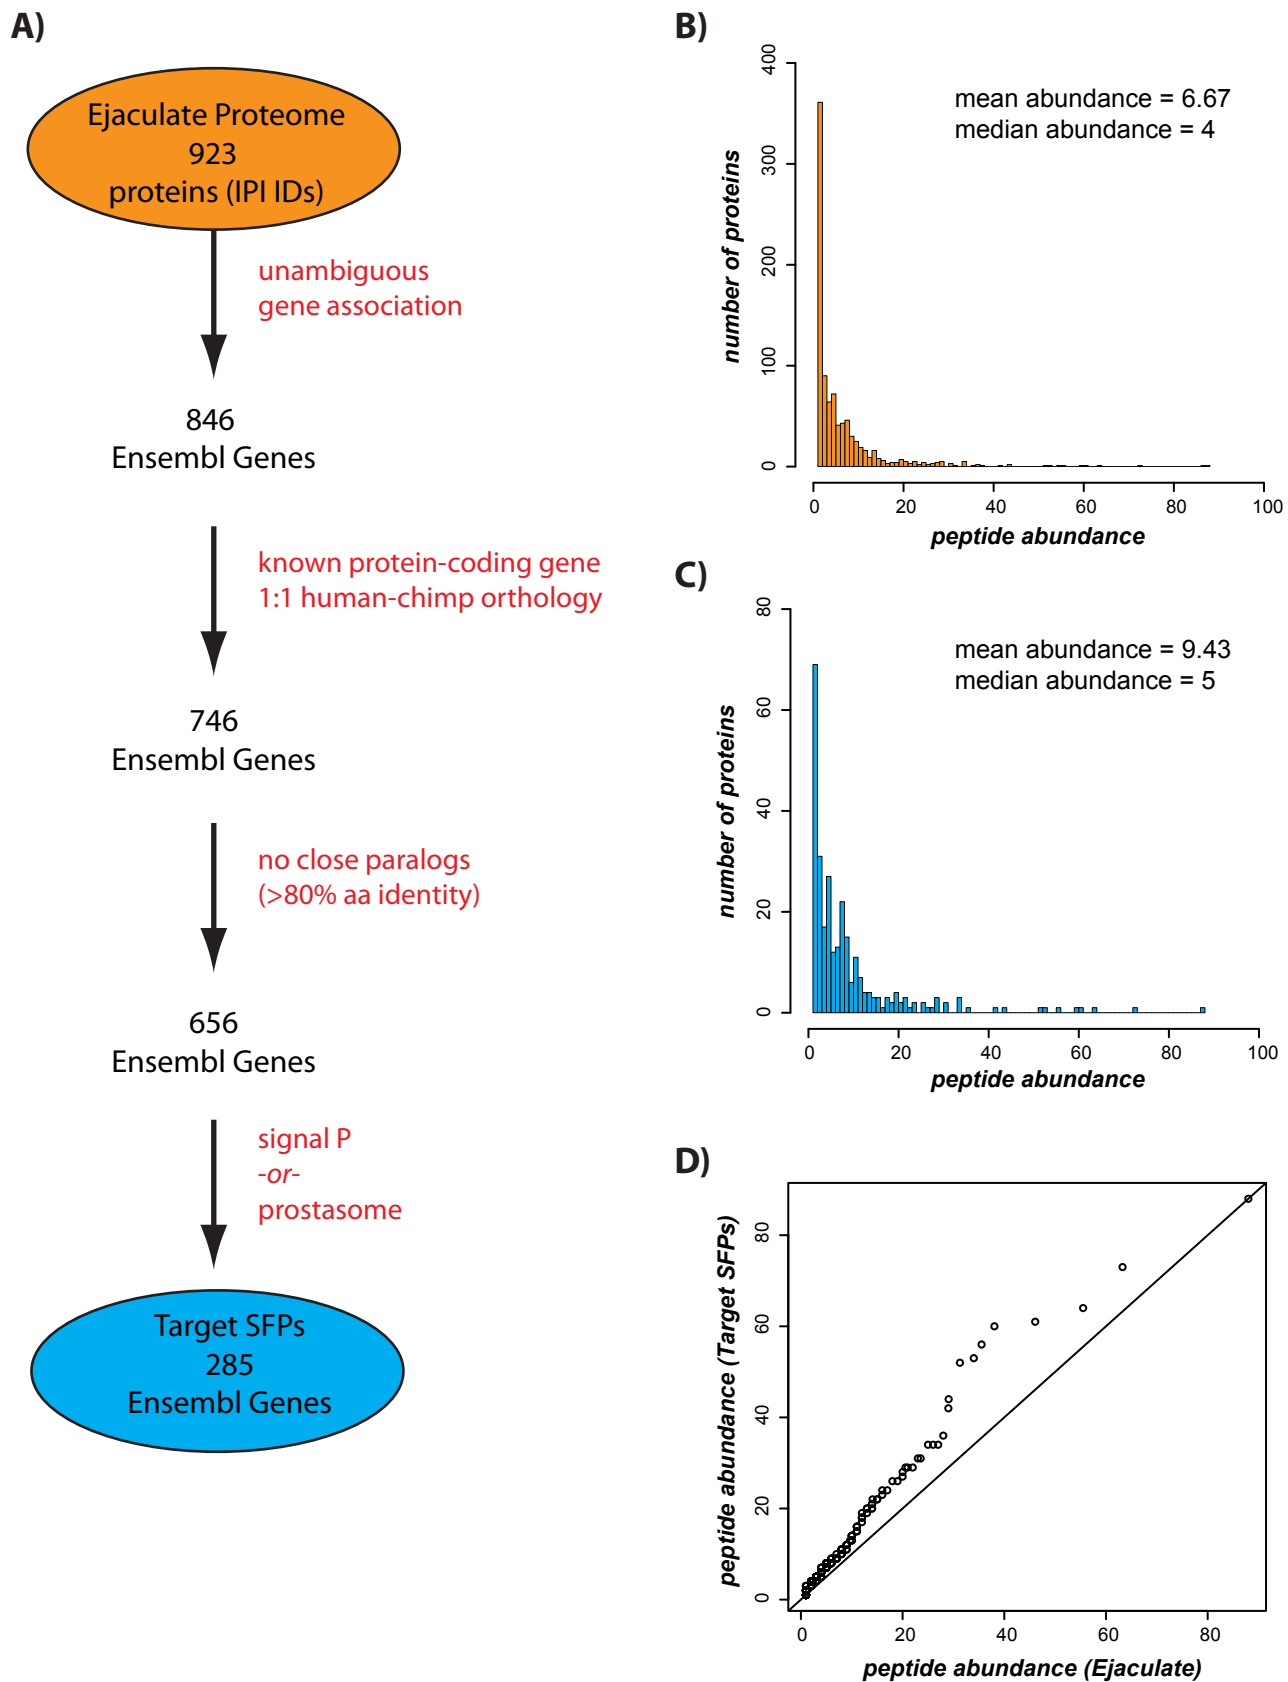 A)
Ejaculate Proteome
923
proteins (IPI IDs)
unambiguous
gene association
846
Ensembl Genes
known protein-coding gene
1:1 human-chimp orthology
746
Ensembl Genes
no close paralogs
(>80% aa identity)
656
Ensembl Genes
signal P
-or-
prostasome
Target SFPs
285
Ensembl Genes
B)
mean abundance = 6.67
median abundance = 4
number of proteins
0
100
200
300
400
0 20 40 60 80 100
peptide abundance
C)
mean abundance = 9.43
median abundance = 5
number of proteins
0
20
40
60
80
0 20 40 60 80 100
peptide abundance
D)
peptide abundance (Target SFPs)
0
20
40
60
80
0 20 40 60 80
peptide abundance (Ejaculate)